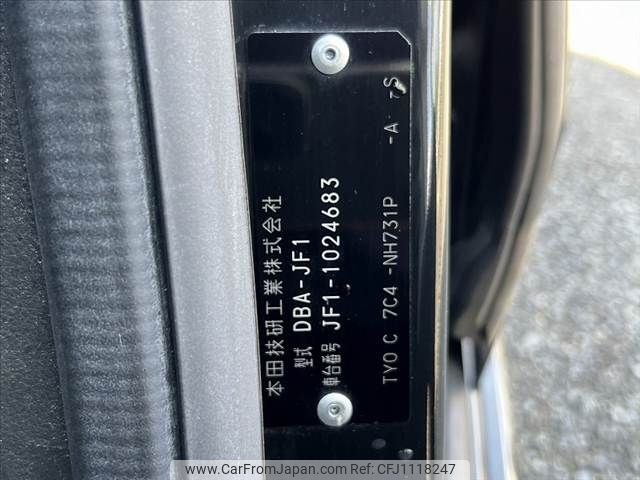 本田技研工業株式会社
型式 DBA-JF1
車台番号 JF1-1024683
TYO C 7C4 -NH731P -A -S
www.CarFromJapan.com, Ref No. CFJ1118247